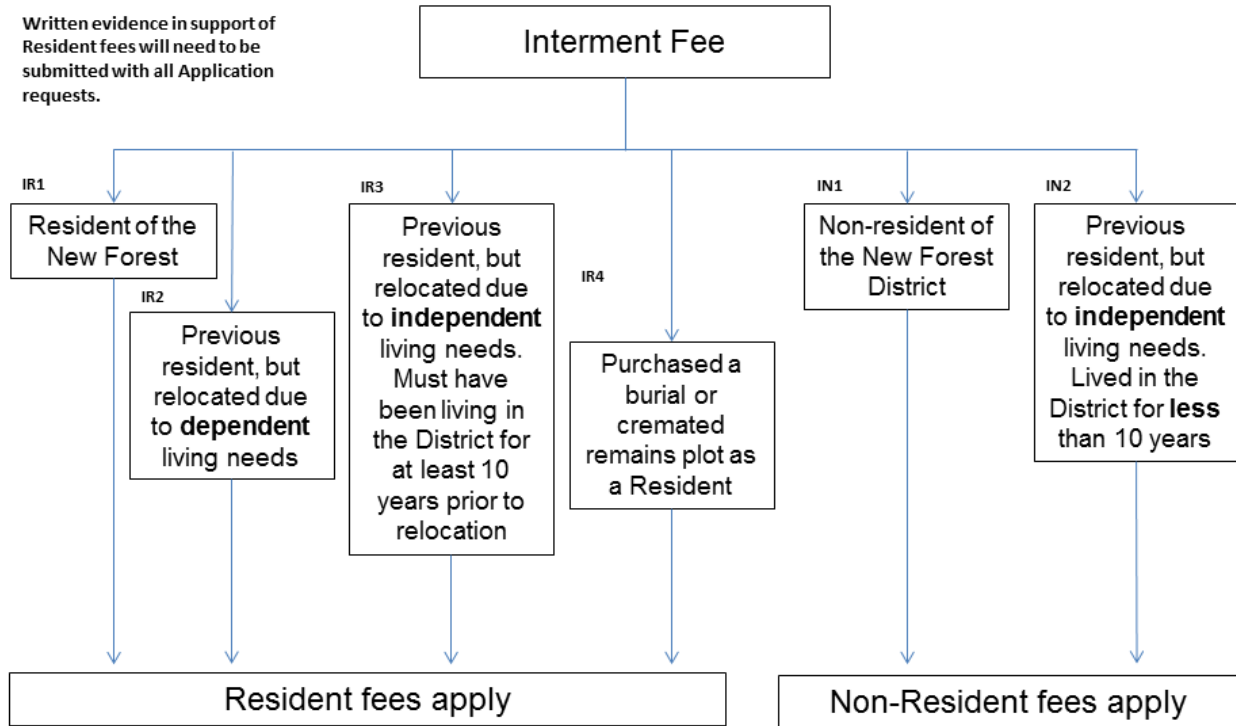 Written evidence in support of
Resident fees will need to be
submitted with all Application
requests.
Interment Fee
IR1
Resident of the
New Forest
IR2
Previous
resident, but
relocated due
to dependent
living needs
IR3
Previous
resident, but
relocated due
to independent
living needs.
Must have
been living in
the District for
at least 10
years prior to
relocation
IR4
Purchased a
burial or
cremated
remains plot as
a Resident
IN1
Non-resident of
the New Forest
District
IN2
Previous
resident, but
relocated due
to independent
living needs.
Lived in the
District for less
than 10 years
Resident fees apply
Non-Resident fees apply